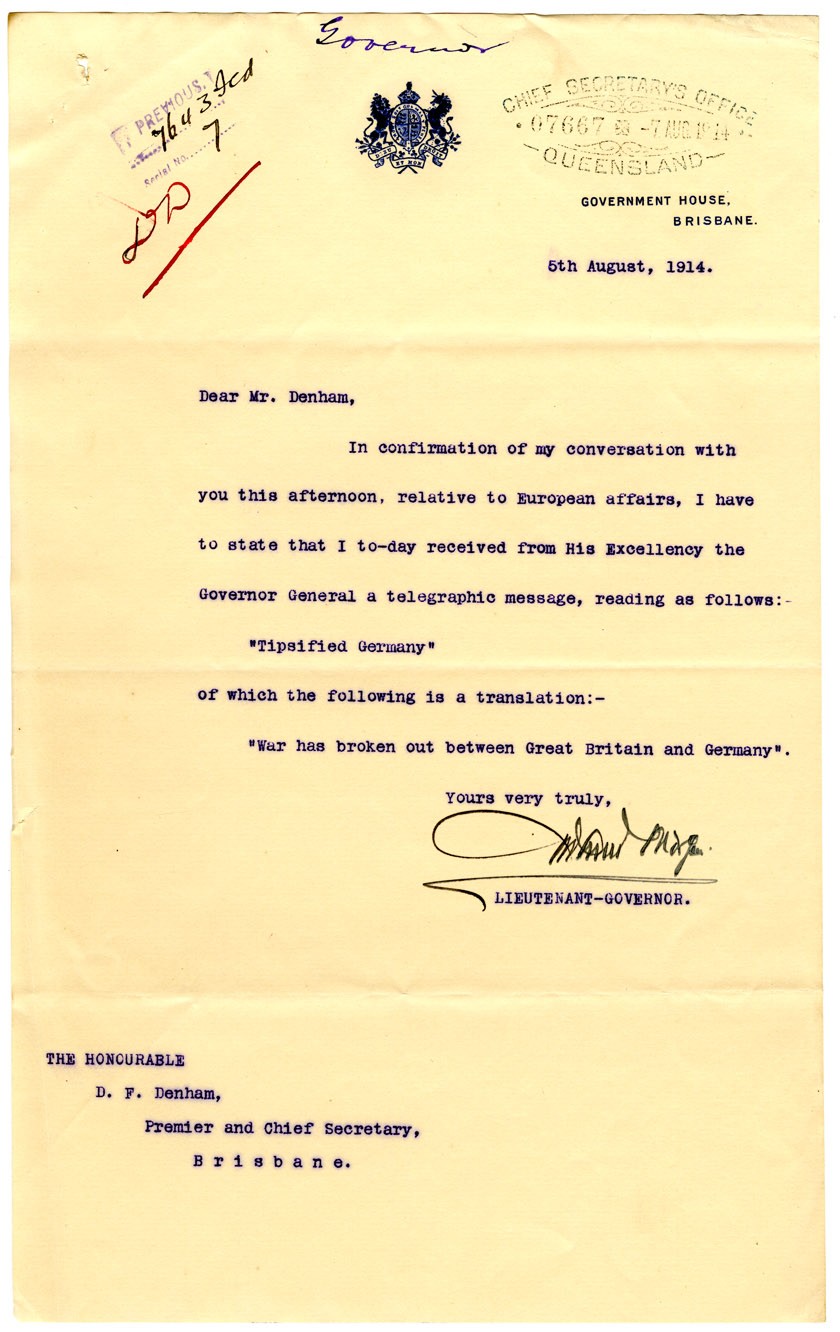 Governor
PREVIOUS.
7643
7
Serial No.
CHIEF SECRETARY'S OFFICE
07667 -7 AUG 1914
QUEENSLAND
GOVERNMENT HOUSE,
BRISBANE.
5th August, 1914.
Dear Mr. Denham,
In confirmation of my conversation with
you this afternoon, relative to European affairs, I have
to state that I to-day received from His Excellency the
Governor General a telegraphic message, reading as follows:-
"Tipsified Germany"
of which the following is a translation:-
"War has broken out between Great Britain and Germany".
Yours very truly,
LIEUTENANT-GOVERNOR.
THE HONOURABLE
D. F. Denham,
Premier and Chief Secretary,
Brisbane.